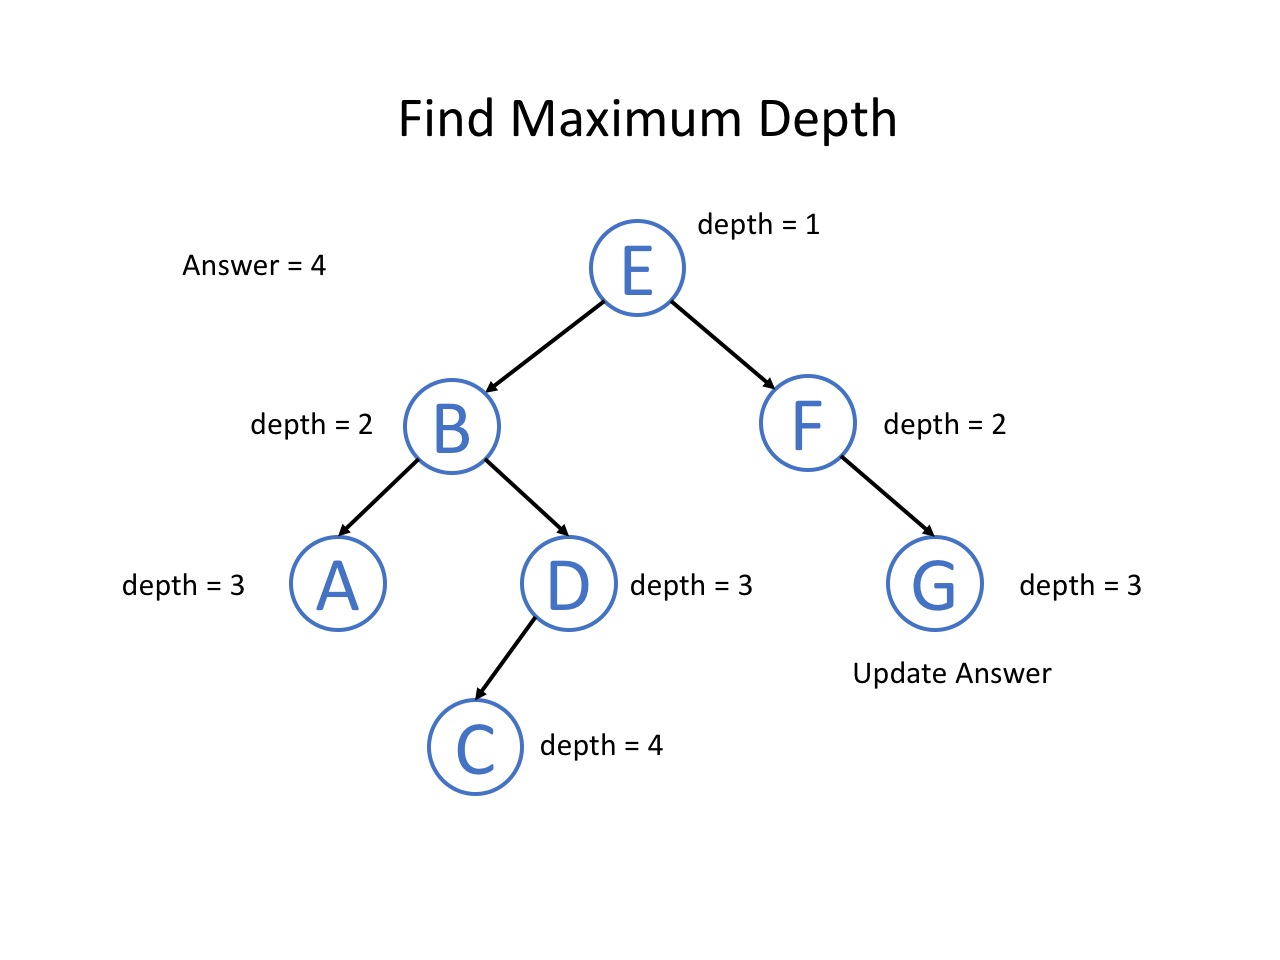 Find Maximum Depth
depth = 1
Answer = 4
E
depth = 2
B
F
depth = 2
depth = 3
A
D
depth = 3
G
depth = 3
Update Answer
C
depth = 4